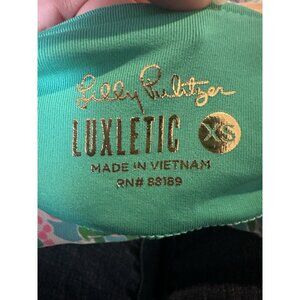 Lilly Pulitzer
LUXLETIC XS
MADE IN VIETNAM
RN# 88189